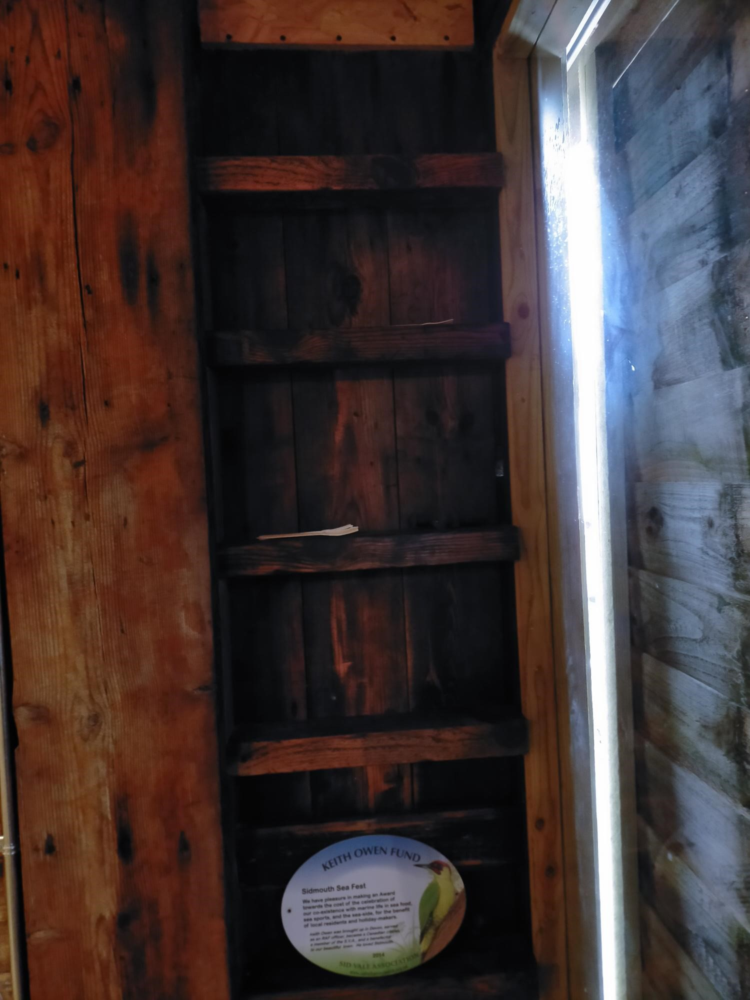 KEITH OWEN FUND
Sidmouth Sea Fest
We have pleasure in making an Award
towards the cost of the celebration of
our co-existence with marine life in sea food,
sea sports, and the sea-side, for the benefit
of local residents and holiday-makers.
Keith Owen was brought up in Devon, served
as an RAF officer, became a Canadian citizen,
a member of the S.V.A., and a benefactor
to our beautiful town. He loved Sidmouth.
2014
SID VALE ASSOCIATION